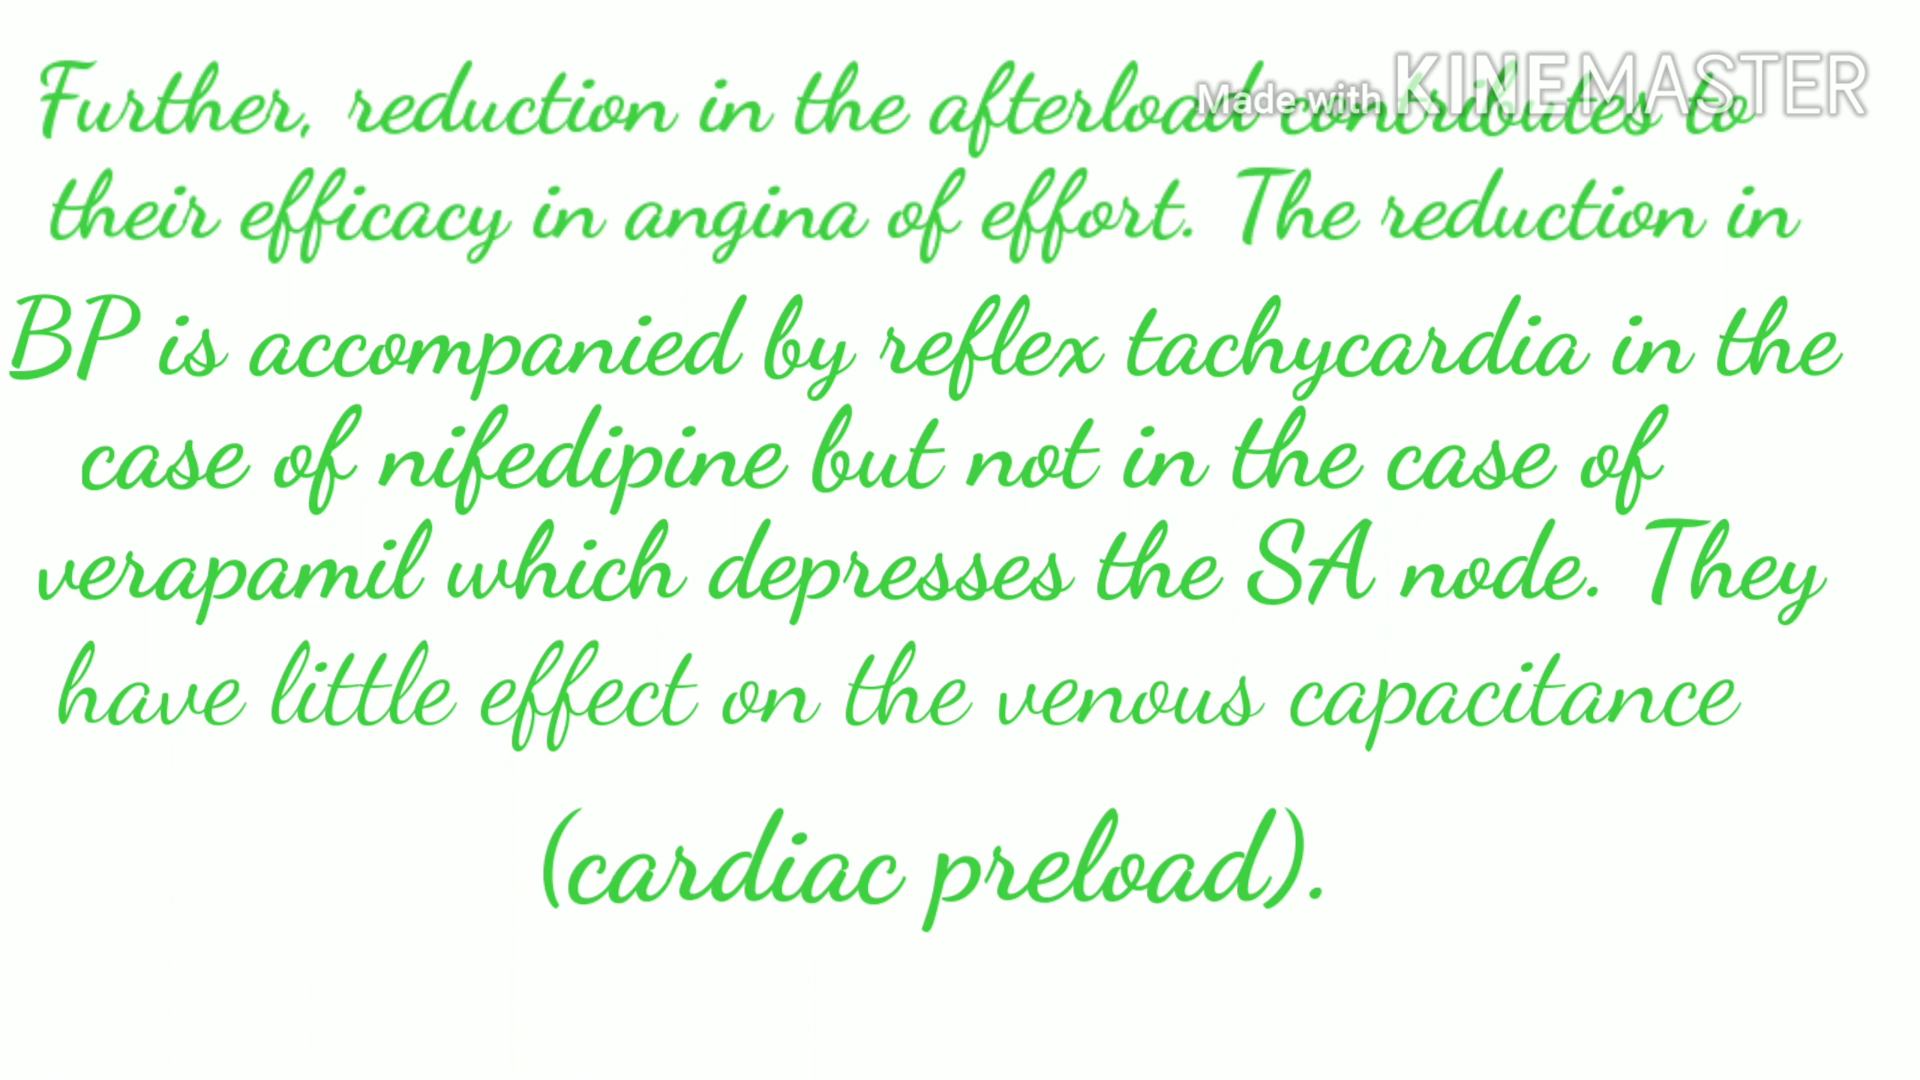 Further, reduction in the afterload contributes to
Made with KINEMASTER
their efficacy in angina of effort. The reduction in
BP is accompanied by reflex tachycardia in the
case of nifedipine but not in the case of
verapamil which depresses the SA node. They
have little effect on the venous capacitance
(cardiac preload).